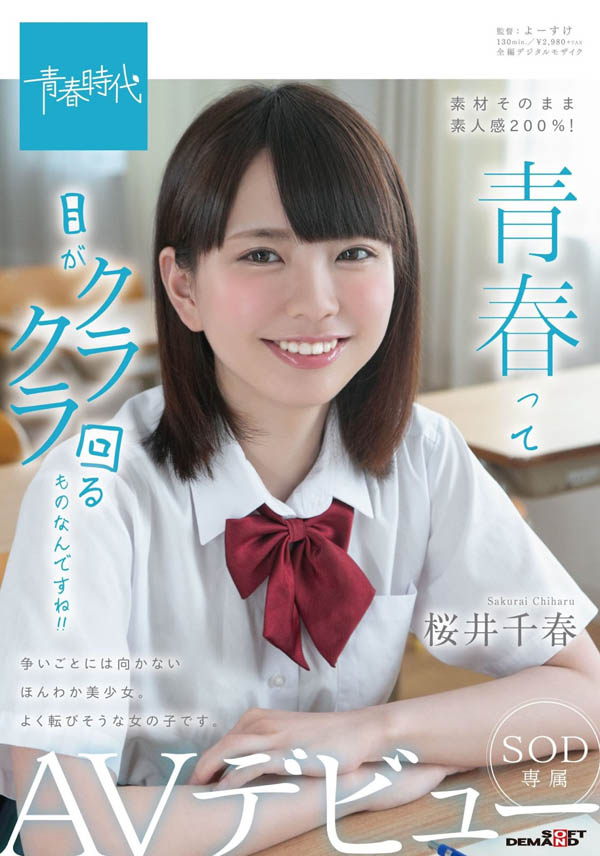 監督：よーすけ
130min.／¥2,980+TAX
全編デジタルモザイク
青春時代
素材そのまま
素人感200％！
青春って
目が
クラ
クラ
回る
ものなんですね!!
Sakurai Chiharu
桜井千春
争いごとには向かない
ほんわか美少女。
よく転びそうな女の子です。
SOD
専属
AVデビュー
SOFT
ON
DEMAND